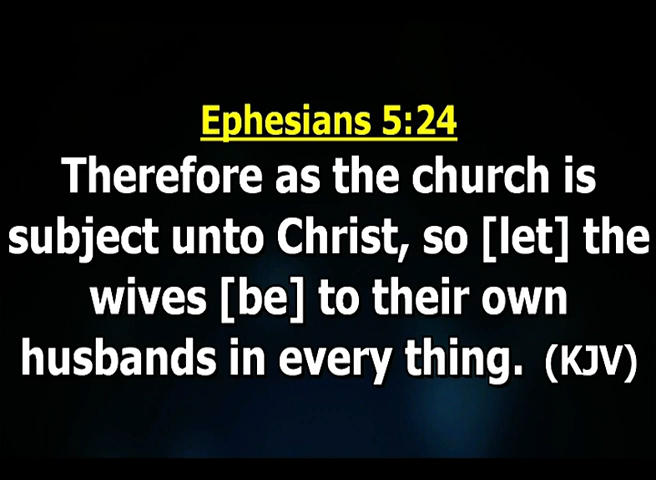 Ephesians 5:24
Therefore as the church is
subject unto Christ, so [let] the
wives [be] to their own
husbands in every thing. (KJV)